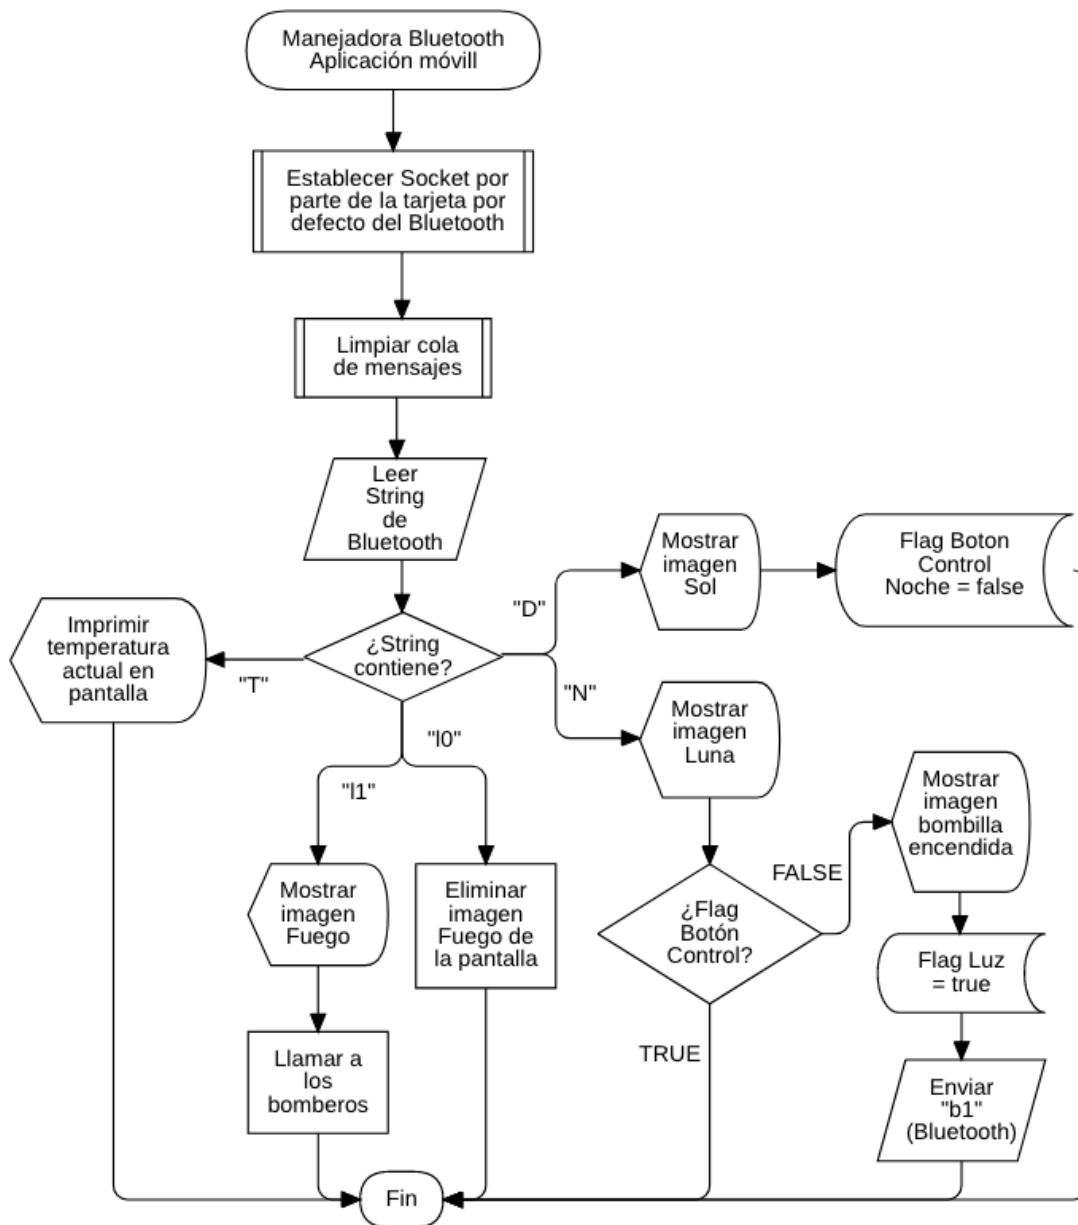 Manejadora Bluetooth
Aplicación móvill
Establecer Socket por
parte de la tarjeta por
defecto del Bluetooth
Limpiar cola
de mensajes
Leer
String
de
Bluetooth
¿String
contiene?
"T"
Imprimir
temperatura
actual en
pantalla
"D"
Mostrar
imagen
Sol
Flag Boton
Control
Noche = false
"N"
Mostrar
imagen
Luna
"l0"
"l1"
Mostrar
imagen
Fuego
Eliminar
imagen
Fuego de
la pantalla
Llamar a
los
bomberos
¿Flag
Botón
Control?
FALSE
TRUE
Mostrar
imagen
bombilla
encendida
Flag Luz
= true
Enviar
"b1"
(Bluetooth)
Fin